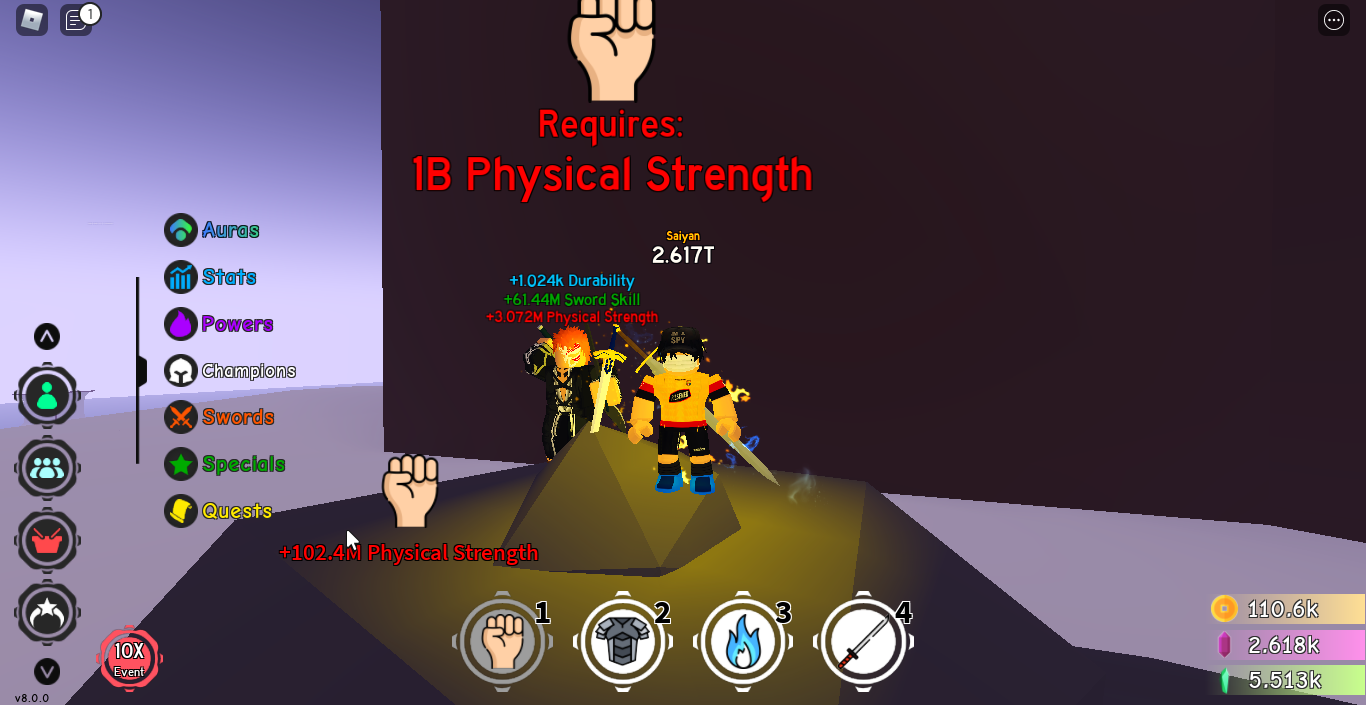 1
Requires:
1B Physical Strength
Saiyan
2.617T
+1.024k Durability
+61.44M Sword Skill
+3.072M Physical Strength
SPY
Auras
Stats
Powers
Champions
Swords
Specials
Quests
+102.4M Physical Strength
1
2
3
4
10X
Event
110.6k
2.618k
5.513k
v8.0.0